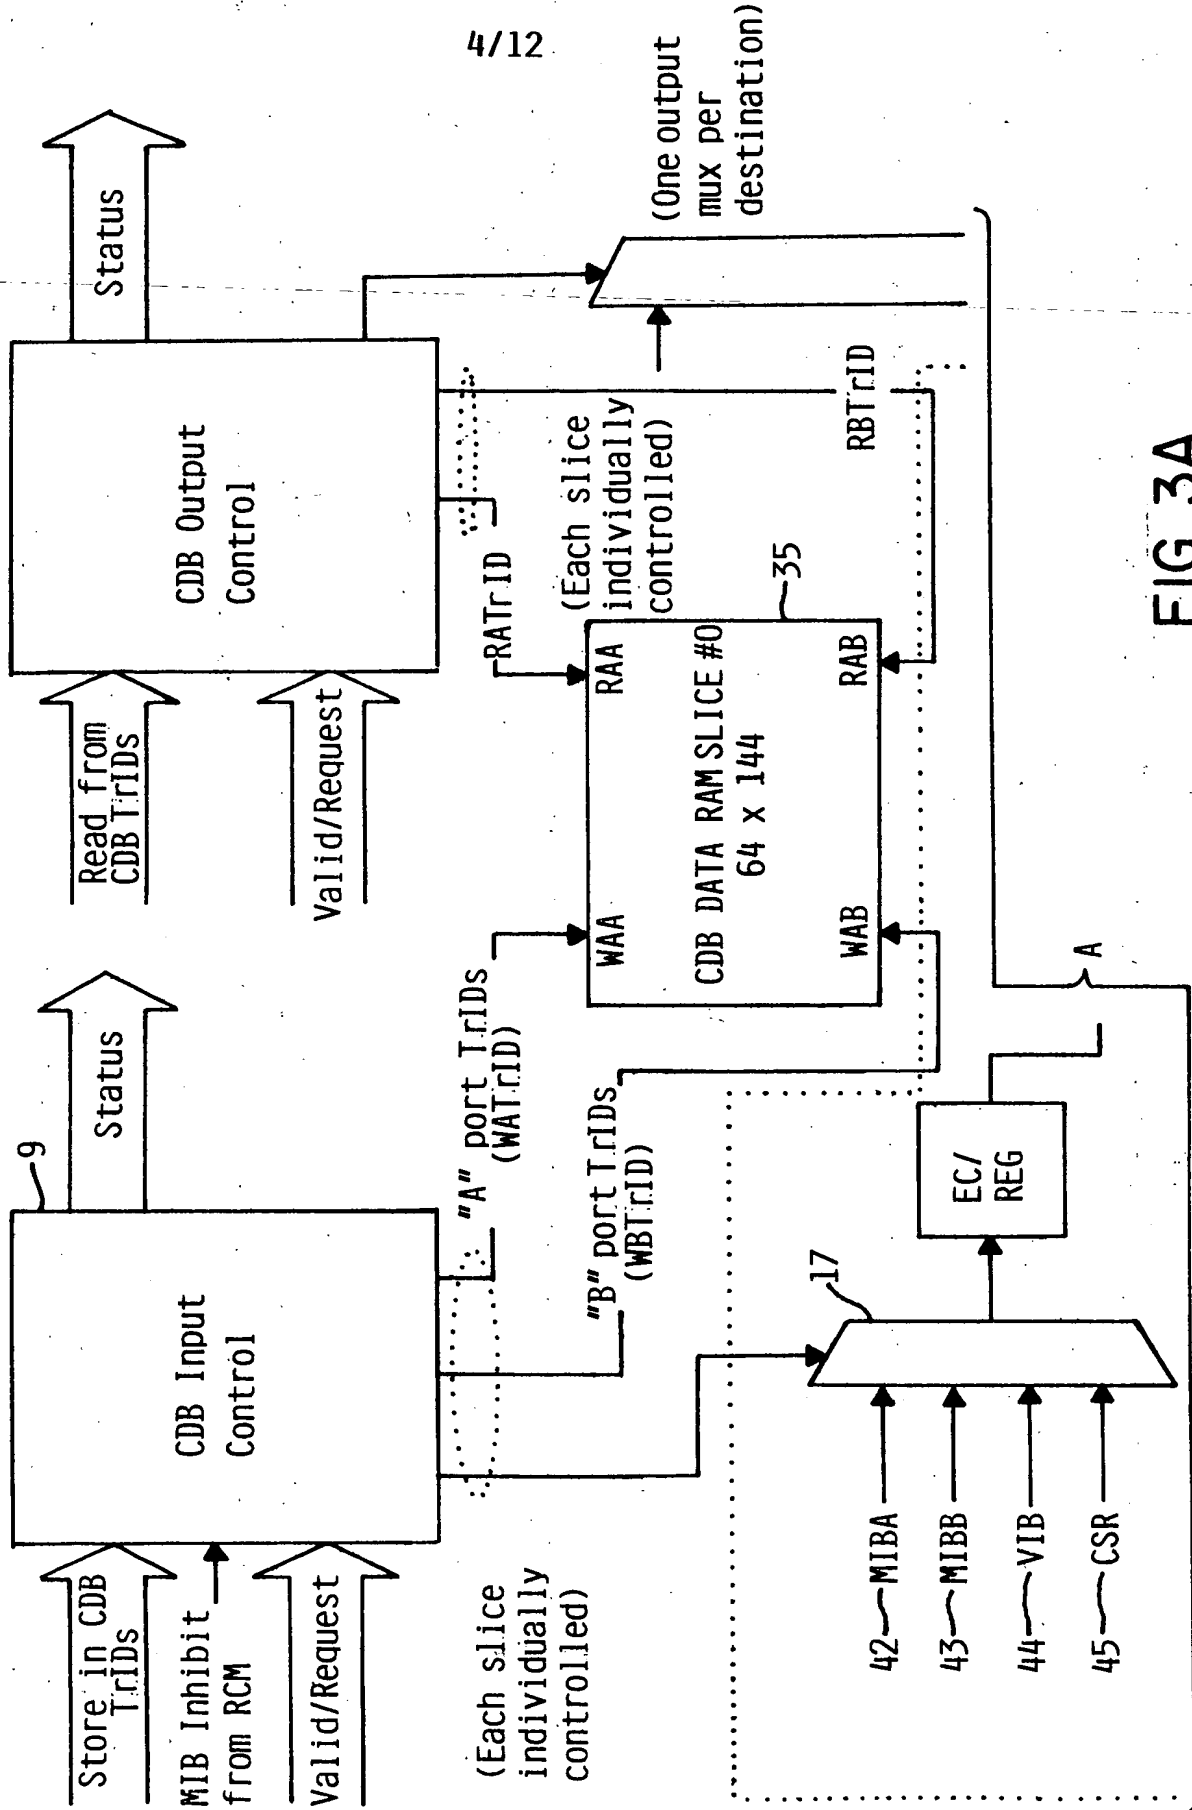 4/12
Store in CDB
TrIDs
MIB Inhibit
from RCM
Valid/Request
9
CDB Input
Control
Status
Read from
CDB TrIDs
Valid/Request
CDB Output
Control
Status
(Each slice
individually
controlled)
"A" port TrIDs
(WATrID)
"B" port TrIDs
(WBTrID)
RATrID
(Each slice
individually
controlled)
(One output
mux per
destination)
WAA
RAA
35
CDB DATA RAM SLICE #0
64 x 144
WAB
RAB
RBTrID
17
42
MIBA
43
MIBB
44
VIB
45
CSR
EC/
REG
A
FIG. 3A